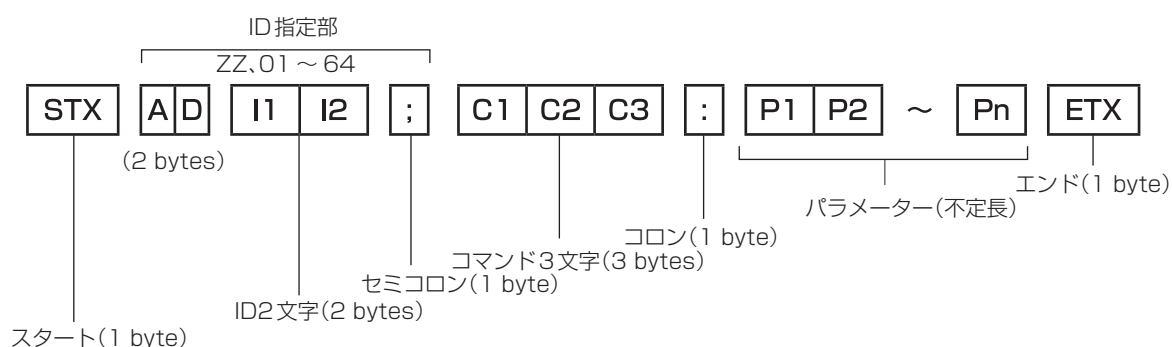 ID指定部
ZZ、01～64
STX AD I1 I2 ; C1 C2 C3 : P1 P2 ～ Pn ETX
(2 bytes)
エンド(1 byte)
パラメーター(不定長)
コロン(1 byte)
コマンド3文字(3 bytes)
セミコロン(1 byte)
ID2文字(2 bytes)
スタート(1 byte)